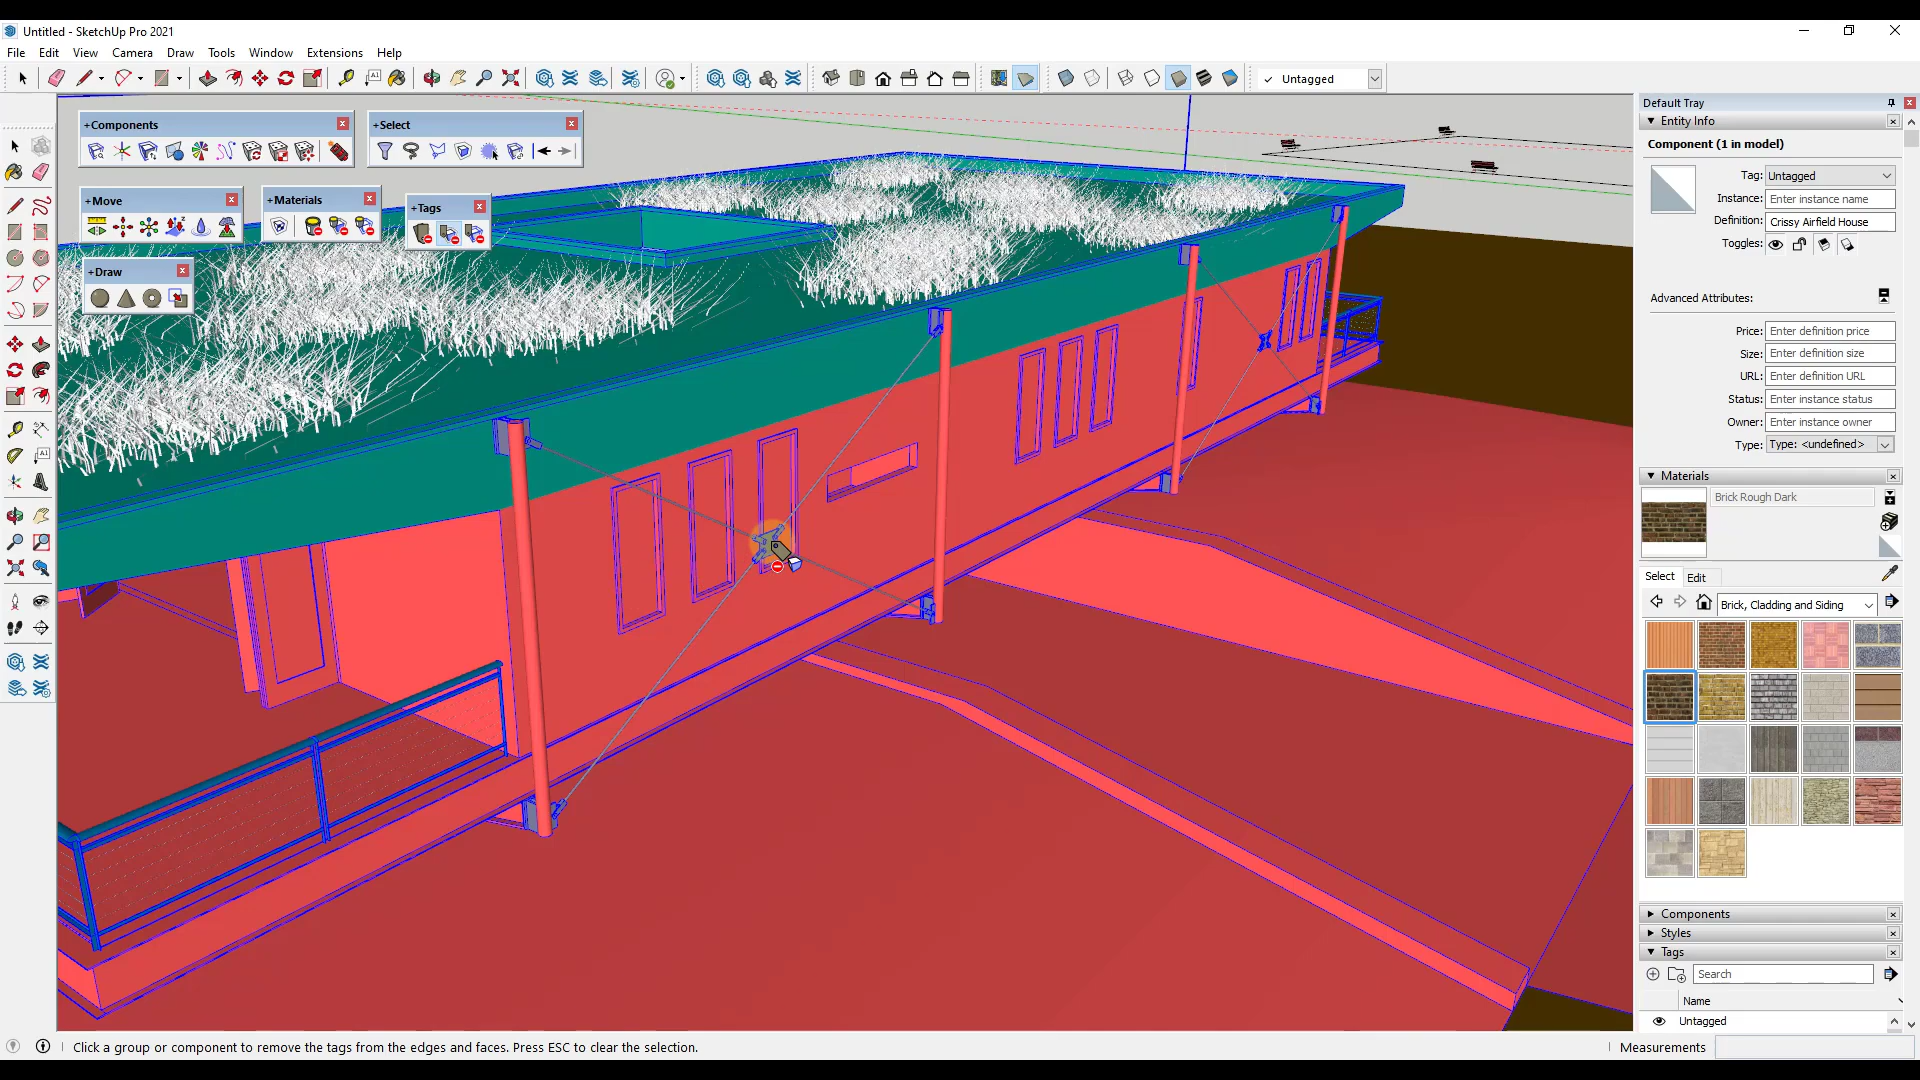 Untitled - SketchUp Pro 2021
File Edit View Camera Draw Tools Window Extensions Help
Untagged
Default Tray
Entity Info
Component (1 in model)
Tag: Untagged
Instance: Enter instance name
Definition: Crissy Airfield House
Toggles:
Advanced Attributes:
Price: Enter definition price
Size: Enter definition size
URL: Enter definition URL
Status: Enter instance status
Owner: Enter instance owner
Type: Type: <undefined>
Materials
Brick Rough Dark
Select Edit
Brick, Cladding and Siding
Components
Styles
Tags
Search
Name
Untagged
+Components
+Select
+Move
+Materials
+Tags
+Draw
Click a group or component to remove the tags from the edges and faces. Press ESC to clear the selection.
Measurements